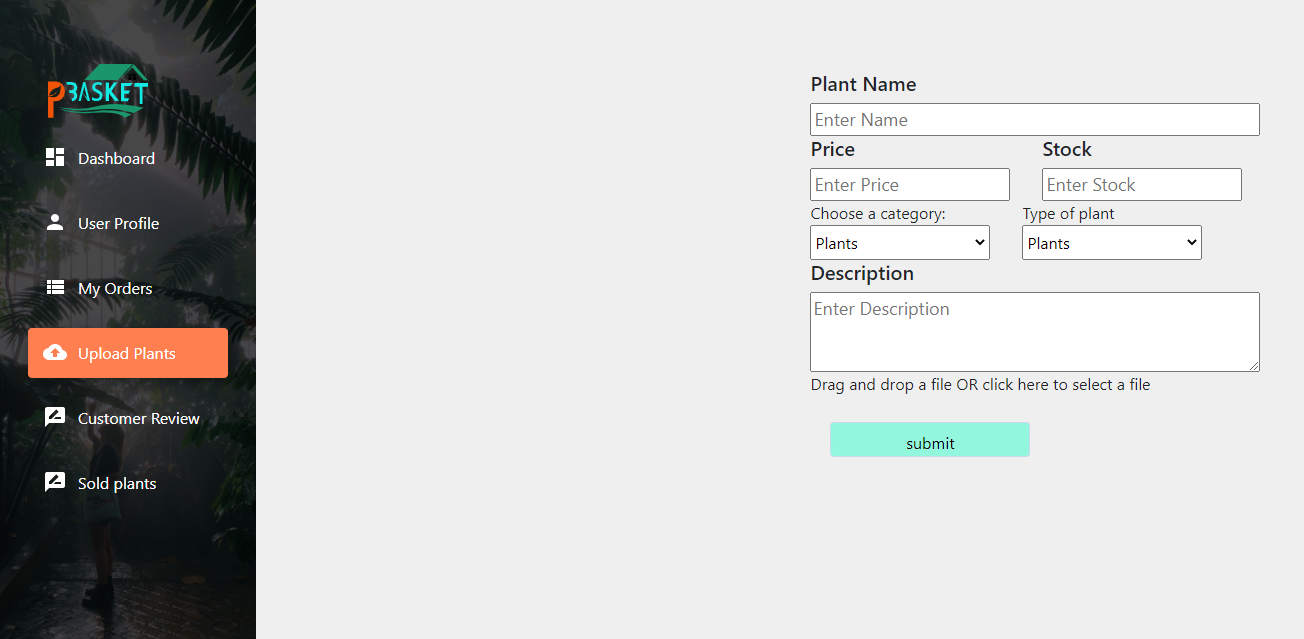 PBASKET
Dashboard
User Profile
My Orders
Upload Plants
Customer Review
Sold plants
Plant Name
Enter Name
Price Stock
Enter Price Enter Stock
Choose a category: Type of plant
Plants Plants
Description
Enter Description
Drag and drop a file OR click here to select a file
submit